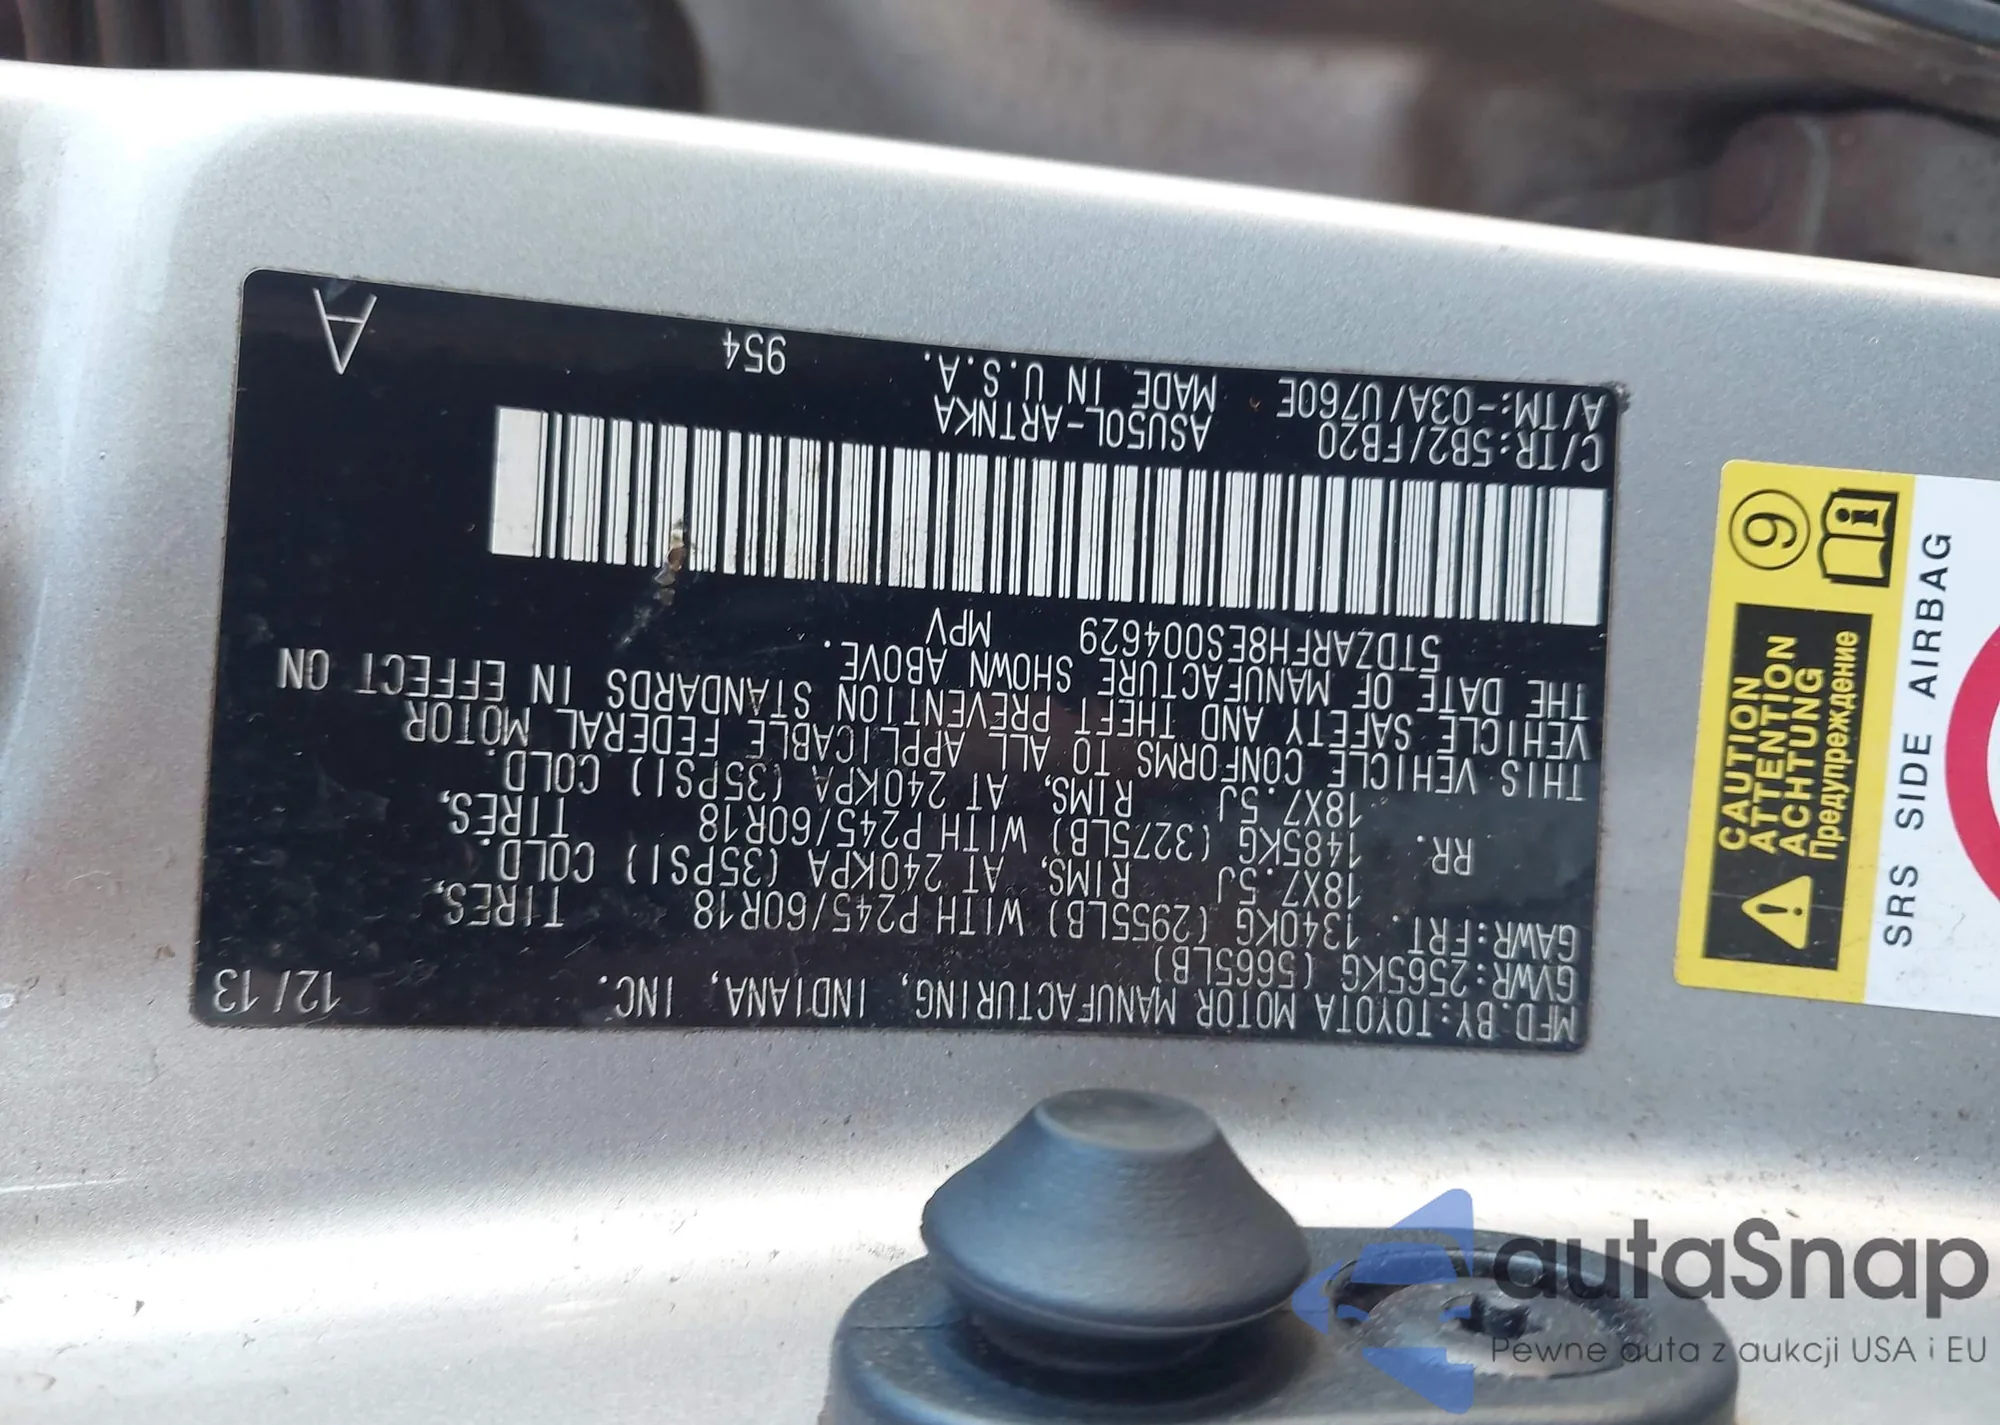 MFD.BY:TOYOTA MOTOR MANUFACTURING, INDIANA, INC. 12/13
GVWR:2565KG (5665LB)
GAWR:FRT. 1340KG (2955LB) WITH P245/60R18 TIRES,
18X7.5J RIMS, AT 240KPA (35PSI) COLD.
RR. 1485KG (3275LB) WITH P245/60R18 TIRES,
18X7.5J RIMS, AT 240KPA (35PSI) COLD
THIS VEHICLE CONFORMS TO ALL APPLICABLE FEDERAL MOTOR
VEHICLE SAFETY AND THEFT PREVENTION STANDARDS IN EFFECT ON
THE DATE OF MANUFACTURE SHOWN ABOVE.
5TDZARFH8ES004629 MPV
C/TR:5B2/FB20 ASU50L-ARTNKA
A/TM:-03A/U760E MADE IN U.S.A. 954
A
9
i
CAUTION
ATTENTION
ACHTUNG
Предупреждение
SRS SIDE AIRBAG
autaSnap
Pewne auta z aukcji USA i EU